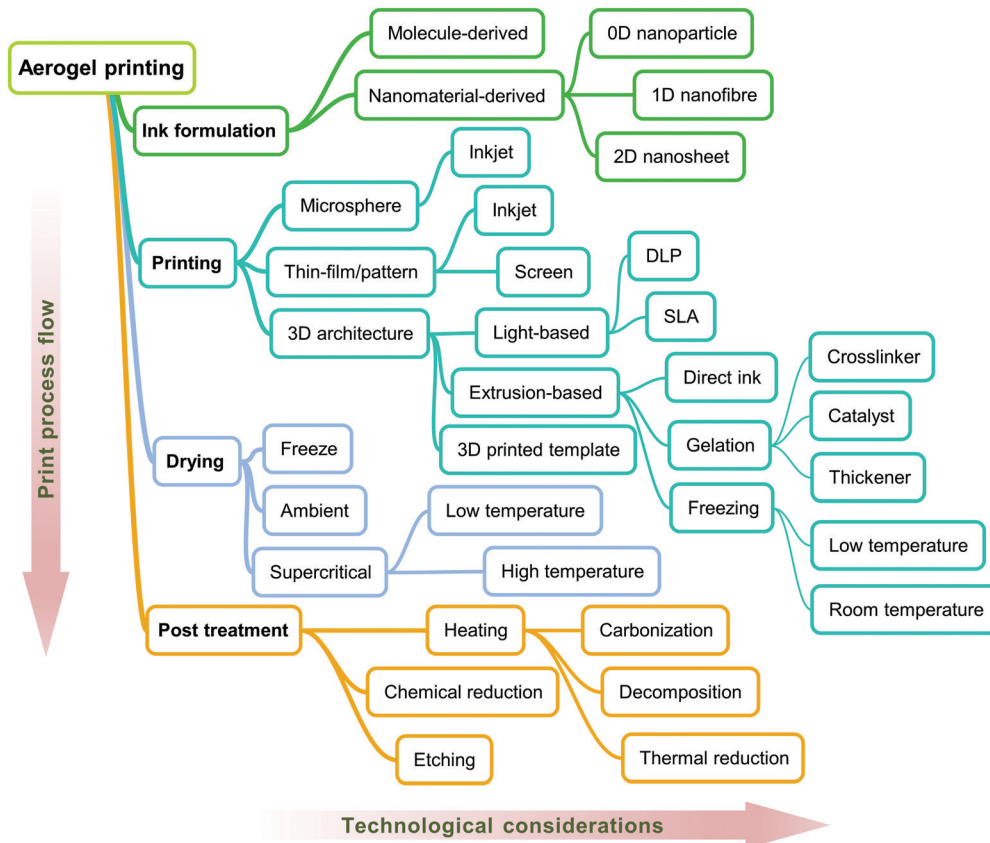 Aerogel printing
Ink formulation
Molecule-derived
Nanomaterial-derived
0D nanoparticle
1D nanofibre
2D nanosheet
Printing
Microsphere
Inkjet
Thin-film/pattern
Inkjet
Screen
3D architecture
Light-based
DLP
SLA
Extrusion-based
Direct ink
Gelation
Crosslinker
Catalyst
Thickener
Freezing
Low temperature
Room temperature
3D printed template
Drying
Freeze
Ambient
Supercritical
Low temperature
High temperature
Post treatment
Heating
Carbonization
Decomposition
Thermal reduction
Chemical reduction
Etching
Print process flow
Technological considerations